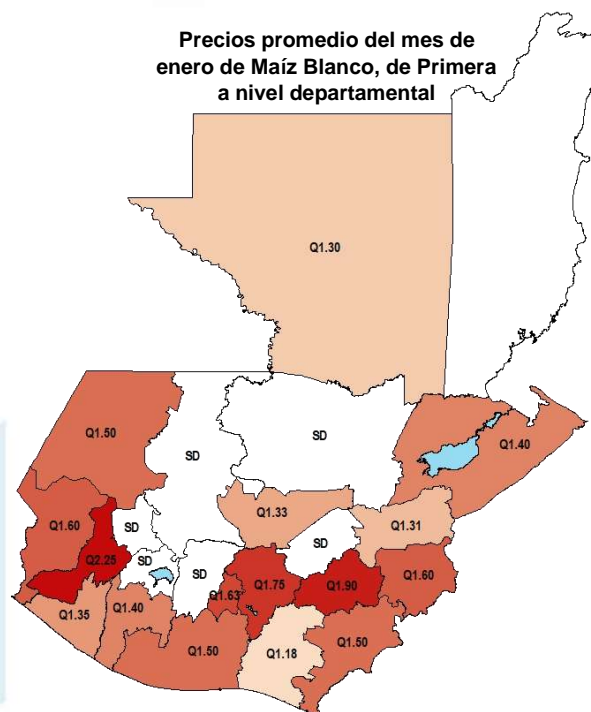 Precios promedio del mes de
enero de Maíz Blanco, de Primera
a nivel departamental
Q1.30
Q1.50
SD
SD
Q1.40
Q1.33
Q1.31
Q1.60
SD
SD
Q2.25
SD
SD
Q1.75
Q1.90
Q1.60
Q1.63
Q1.35
Q1.40
Q1.50
Q1.18
Q1.50